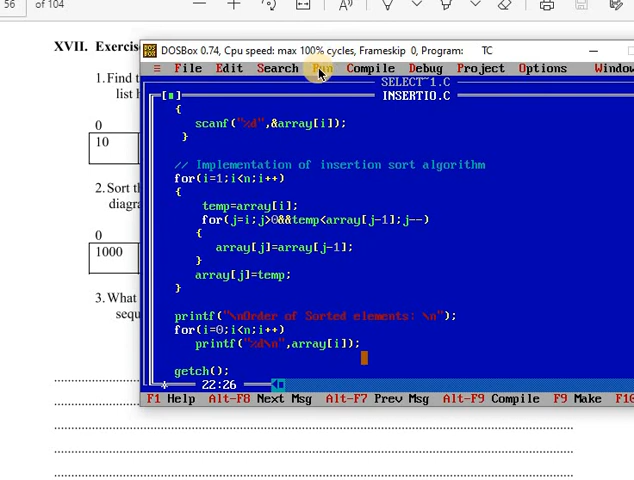 56 of 104
XVII. Exercis
DOSBox 0.74, Cpu speed: max 100% cycles, Frameskip 0, Program: TC
File Edit Search Run Compile Debug Project Options Window
SELECT~1.C
[■] INSERTIO.C
1. Find t
list h
{
scanf("%d",&array[i]);
}
0
10
// Implementation of insertion sort algorithm
for(i=1;i<n;i++)
{
temp=array[i];
for(j=i;j>0&&temp<array[j-1];j--)
{
array[j]=array[j-1];
}
array[j]=temp;
}
2. Sort th
diagra
0
1000
3. What
sequ
printf("\nOrder of Sorted elements: \n");
for(i=0;i<n;i++)
printf("%d\n",array[i]);
getch();
22:26
F1 Help Alt-F8 Next Msg Alt-F7 Prev Msg Alt-F9 Compile F9 Make F10